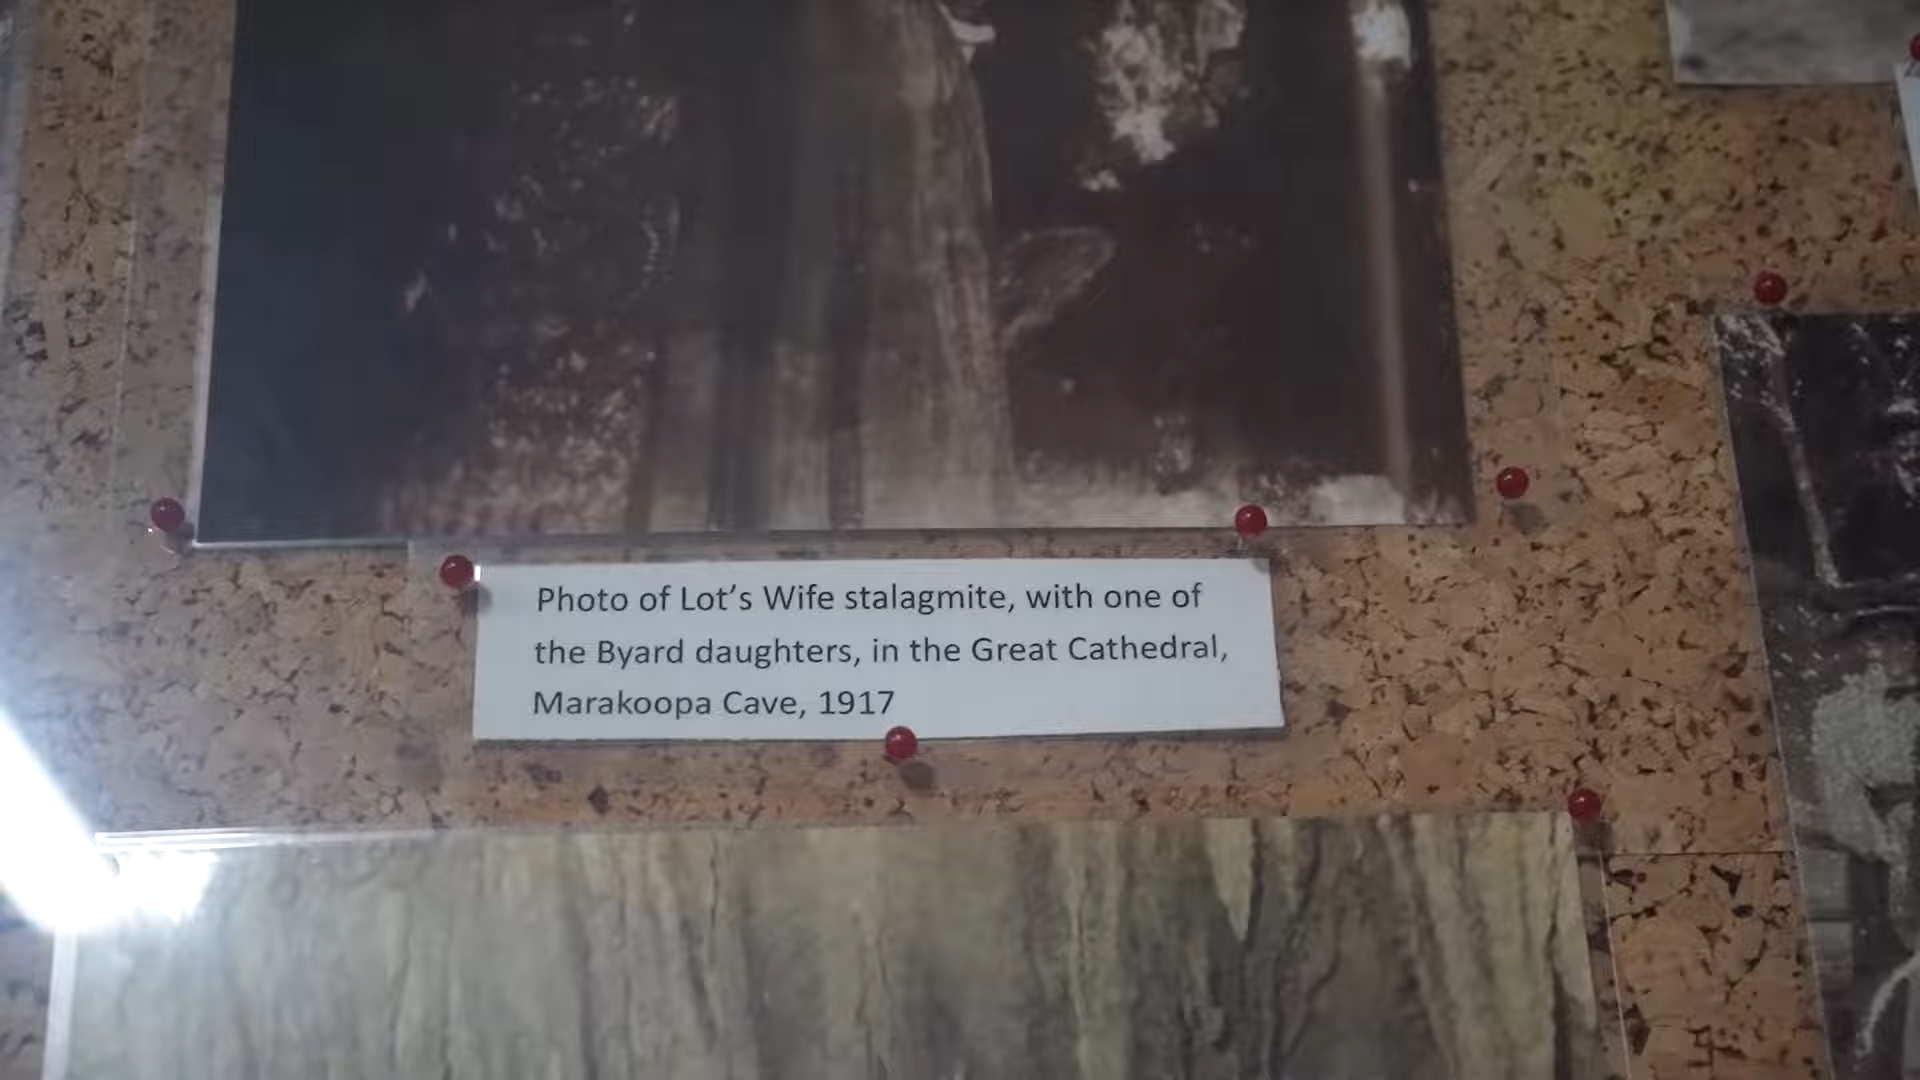 Photo of Lot's Wife stalagmite, with one of
the Byard daughters, in the Great Cathedral,
Marakoopa Cave, 1917